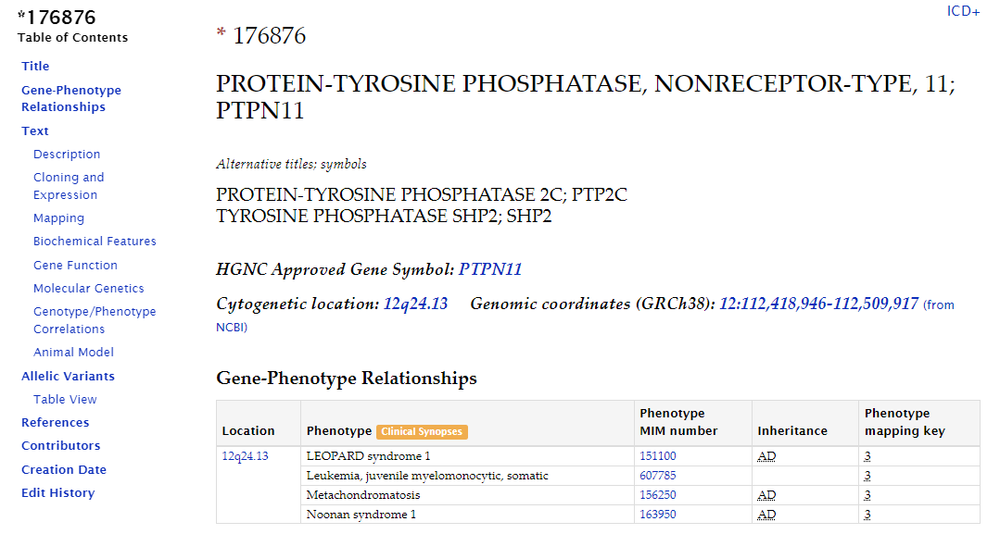 *176876
Table of Contents
Title
Gene-Phenotype
Relationships
Text
Description
Cloning and
Expression
Mapping
Biochemical Features
Gene Function
Molecular Genetics
Genotype/Phenotype
Correlations
Animal Model
Allelic Variants
Table View
References
Contributors
Creation Date
Edit History
ICD+
* 176876
PROTEIN-TYROSINE PHOSPHATASE, NONRECEPTOR-TYPE, 11;
PTPN11
Alternative titles; symbols
PROTEIN-TYROSINE PHOSPHATASE 2C; PTP2C
TYROSINE PHOSPHATASE SHP2; SHP2
HGNC Approved Gene Symbol: PTPN11
Cytogenetic location: 12q24.13 Genomic coordinates (GRCh38): 12:112,418,946-112,509,917 (from
NCBI)
Gene-Phenotype Relationships
Location Phenotype Clinical Synopses Phenotype MIM number Inheritance Phenotype mapping key
12q24.13 LEOPARD syndrome 1 151100 AD 3
Leukemia, juvenile myelomonocytic, somatic 607785 3
Metachondromatosis 156250 AD 3
Noonan syndrome 1 163950 AD 3